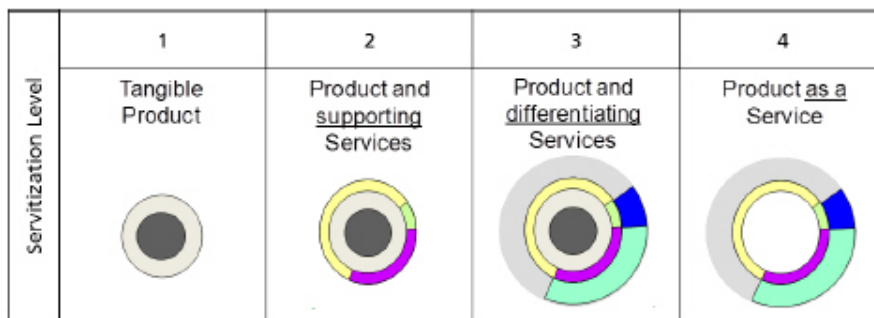 Servitization Level
1
2
3
4
Tangible
Product
Product and
supporting
Services
Product and
differentiating
Services
Product as a
Service